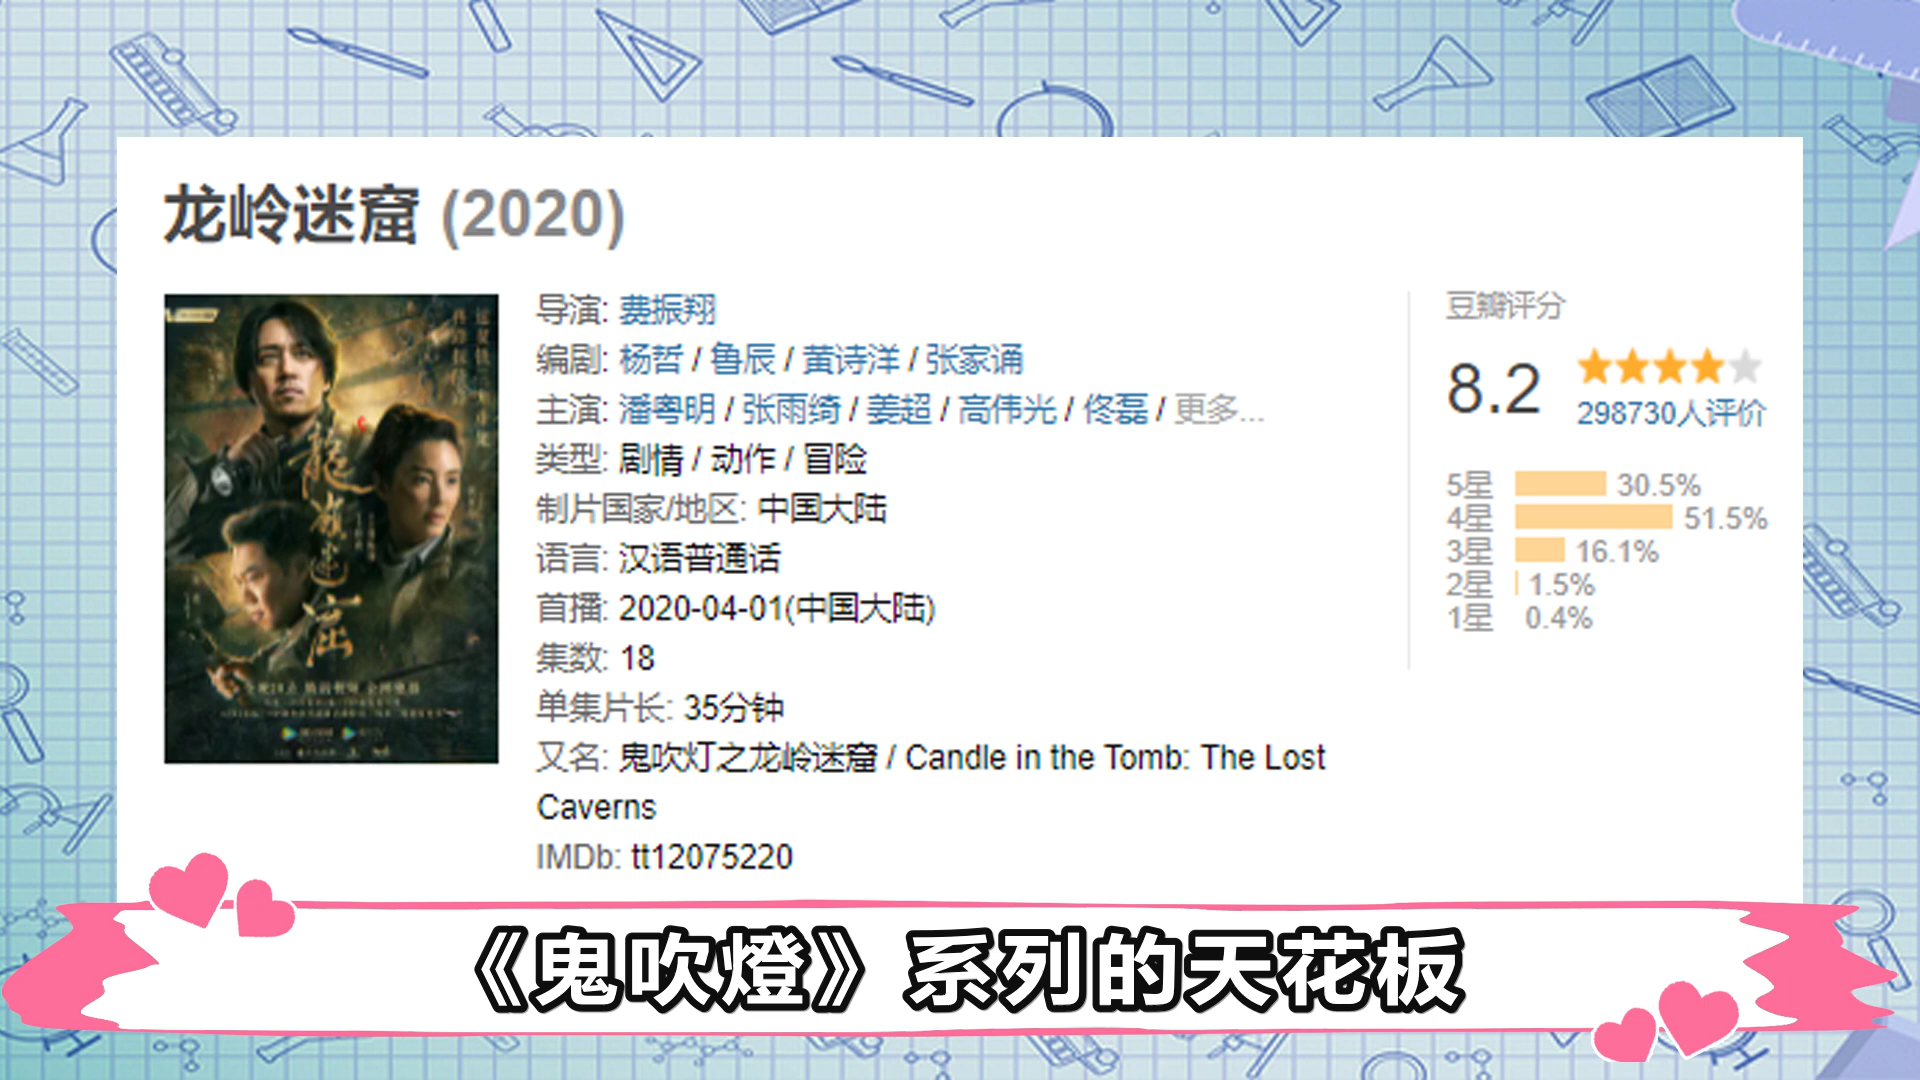 龙岭迷窟 (2020)
导演: 费振翔
编剧: 杨哲 / 鲁辰 / 黄诗洋 / 张家诵
主演: 潘粤明 / 张雨绮 / 姜超 / 高伟光 / 佟磊 / 更多...
类型: 剧情 / 动作 / 冒险
制片国家/地区: 中国大陆
语言: 汉语普通话
首播: 2020-04-01(中国大陆)
集数: 18
单集片长: 35分钟
又名: 鬼吹灯之龙岭迷窟 / Candle in the Tomb: The Lost
Caverns
IMDb: tt12075220
豆瓣评分
8.2
298730人评价
5星 30.5%
4星 51.5%
3星 16.1%
2星 1.5%
1星 0.4%
龍嶺迷窟
《鬼吹燈》系列的天花板